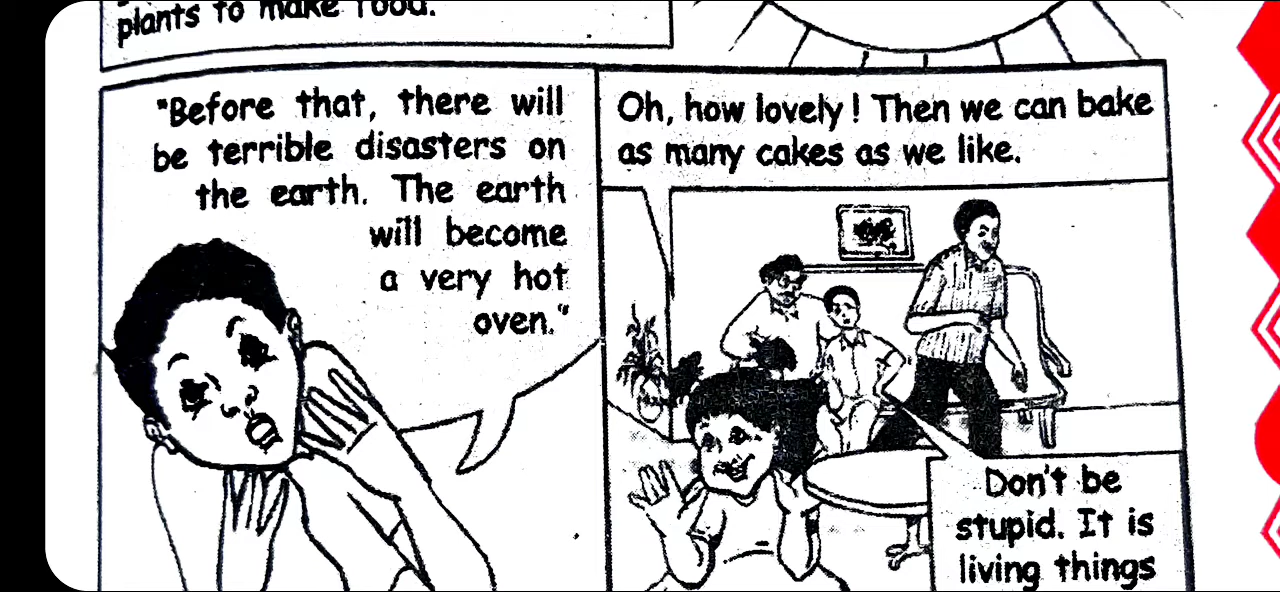 plants to make food.
"Before that, there will
be terrible disasters on
the earth. The earth
will become
a very hot
oven."
Oh, how lovely! Then we can bake
as many cakes as we like.
Don't be
stupid. It is
living things